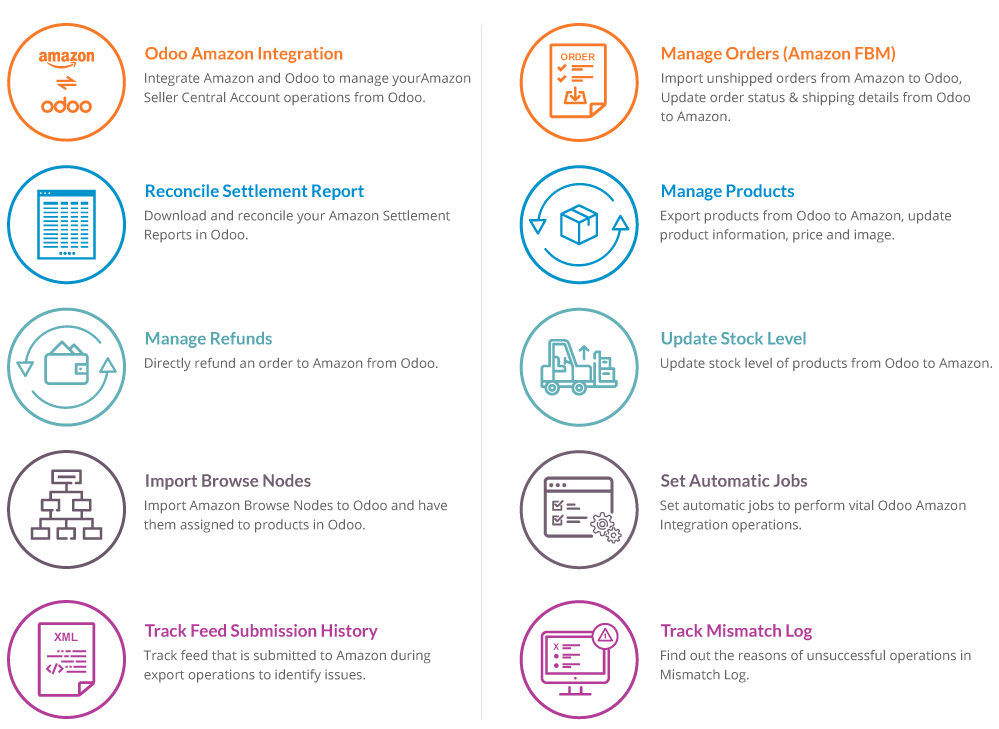 amazon
odoo
Odoo Amazon Integration
Integrate Amazon and Odoo to manage yourAmazon
Seller Central Account operations from Odoo.
Reconcile Settlement Report
Download and reconcile your Amazon Settlement
Reports in Odoo.
Manage Refunds
Directly refund an order to Amazon from Odoo.
Import Browse Nodes
Import Amazon Browse Nodes to Odoo and have
them assigned to products in Odoo.
XML
</>
Track Feed Submission History
Track feed that is submitted to Amazon during
export operations to identify issues.
ORDER
Manage Orders (Amazon FBM)
Import unshipped orders from Amazon to Odoo,
Update order status & shipping details from Odoo
to Amazon.
Manage Products
Export products from Odoo to Amazon, update
product information, price and image.
Update Stock Level
Update stock level of products from Odoo to Amazon.
Set Automatic Jobs
Set automatic jobs to perform vital Odoo Amazon
Integration operations.
X
Track Mismatch Log
Find out the reasons of unsuccessful operations in
Mismatch Log.